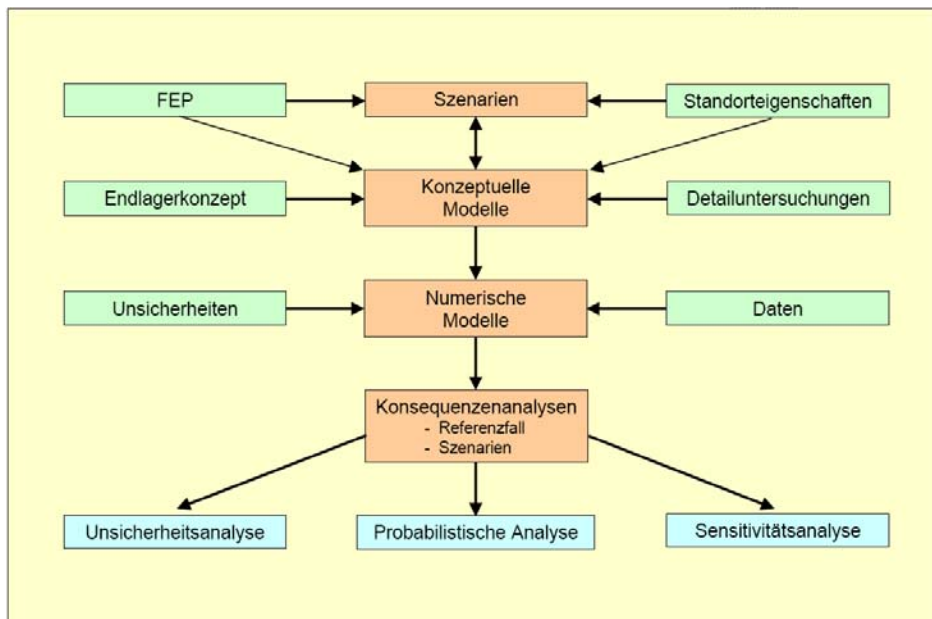 FEP
Szenarien
Standorteigenschaften
Endlagerkonzept
Konzeptuelle
Modelle
Detailuntersuchungen
Unsicherheiten
Numerische
Modelle
Daten
Konsequenzenanalysen
- Referenzfall
- Szenarien
Unsicherheitsanalyse
Probabilistische Analyse
Sensitivitätsanalyse